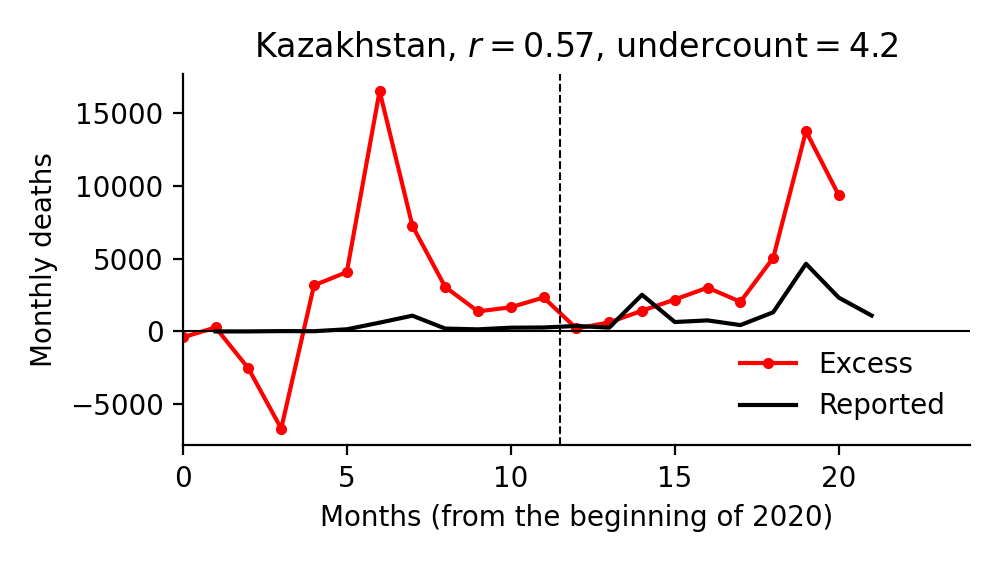 Kazakhstan, r = 0.57, undercount = 4.2
Monthly deaths
15000
10000
5000
0
−5000
Excess
Reported
0 5 10 15 20
Months (from the beginning of 2020)